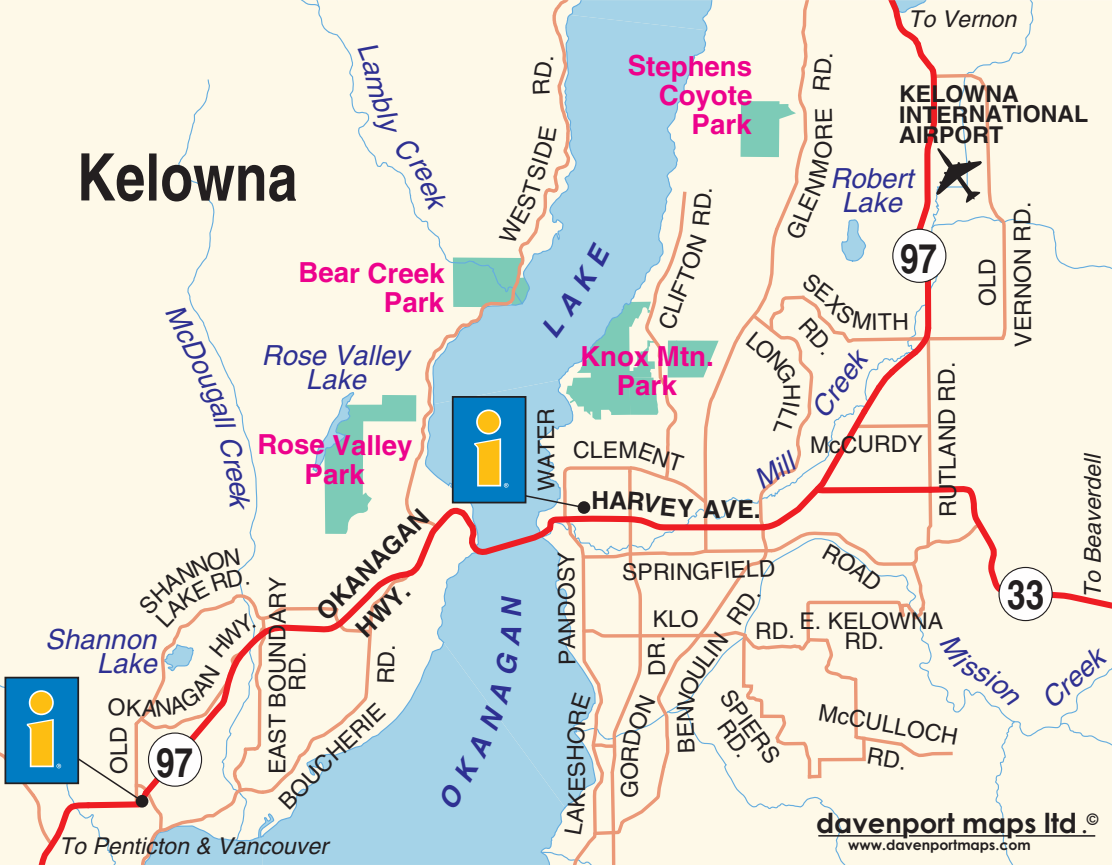 To Vernon
Stephens
Coyote
Park
KELOWNA
INTERNATIONAL
AIRPORT
Lambly Creek
WESTSIDE RD.
GLENMORE RD.
Kelowna
Robert
Lake
CLIFTON RD.
97
OLD
VERNON RD.
Bear Creek
Park
LAKE
SEXSMITH
RD.
McDougall Creek
Rose Valley
Lake
Knox Mtn.
Park
LONGHILL
Creek
Mill
RUTLAND RD.
Rose Valley
Park
i
WATER
CLEMENT
McCURDY
HARVEY AVE.
To Beaverdell
OKANAGAN
HWY.
SHANNON
LAKE RD.
PANDOSY
SPRINGFIELD
ROAD
33
Shannon
Lake
OLD
OKANAGAN HWY.
EAST BOUNDARY
RD.
OKANAGAN
KLO
RD.
E. KELOWNA
RD.
DR.
GORDON
BENVOULIN RD.
Mission
Creek
i
97
BOUCHERIE
RD.
LAKESHORE
SPIERS
RD.
McCULLOCH
RD.
To Penticton & Vancouver
davenport maps ltd.©
www.davenportmaps.com